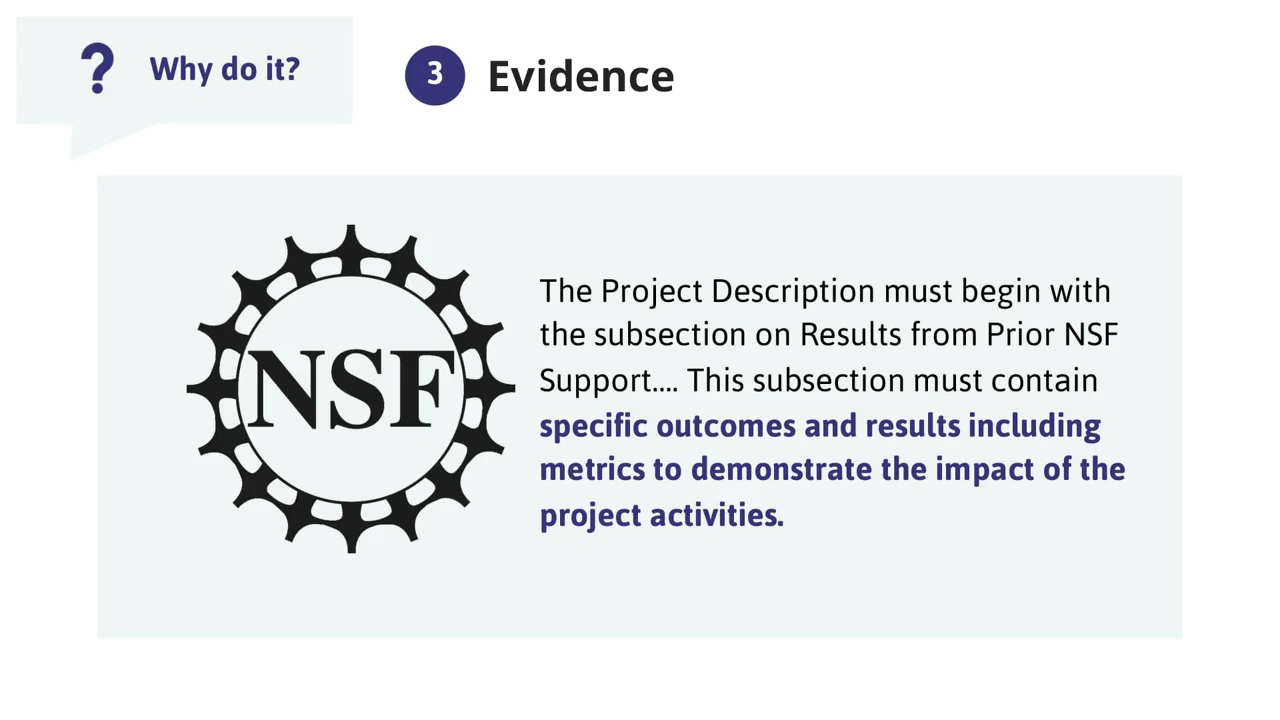 ?
Why do it?
3
Evidence
NSF
The Project Description must begin with
the subsection on Results from Prior NSF
Support.... This subsection must contain
specific outcomes and results including
metrics to demonstrate the impact of the
project activities.